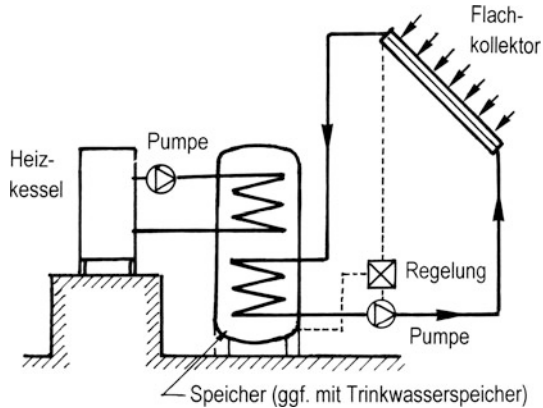 Flach-
kollektor
Pumpe
Heiz-
kessel
Regelung
Pumpe
Speicher (ggf. mit Trinkwasserspeicher)